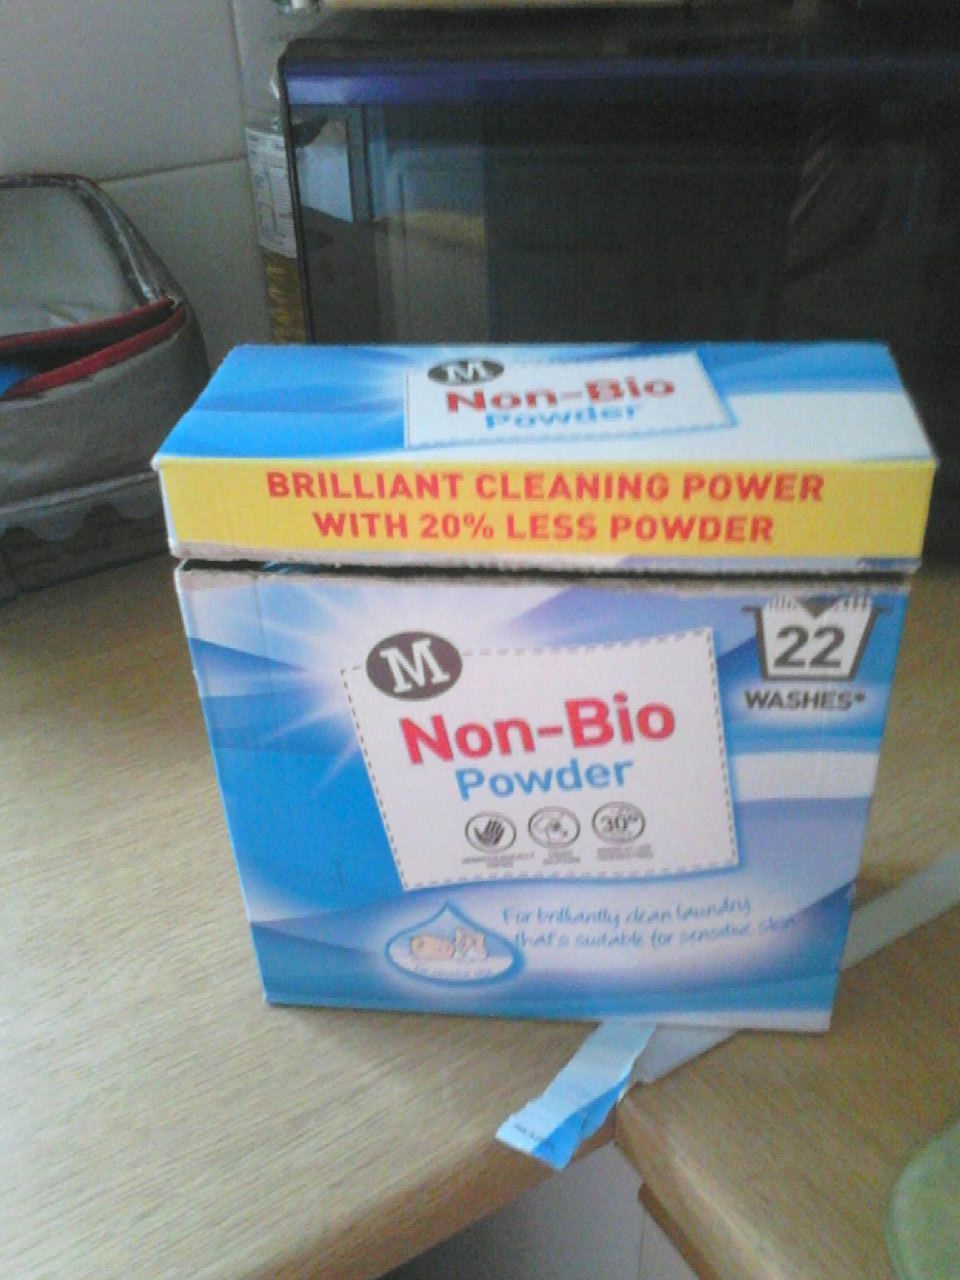 M
Non-Bio
Powder
BRILLIANT CLEANING POWER
WITH 20% LESS POWDER
M
22
WASHES*
Non-Bio
Powder
30°
For brilliantly clean laundry
that's suitable for sensitive skin